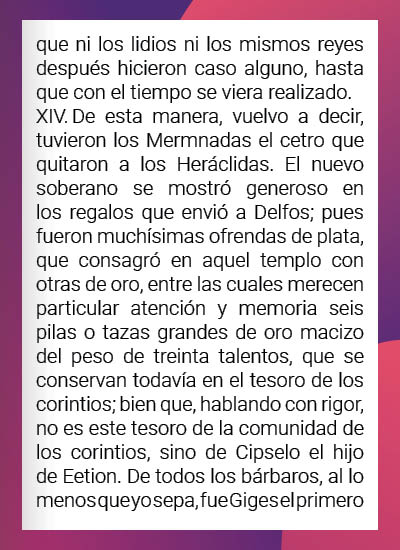 que ni los lidios ni los mismos reyes
después hicieron caso alguno, hasta
que con el tiempo se viera realizado.
XIV. De esta manera, vuelvo a decir,
tuvieron los Mermnadas el cetro que
quitaron a los Heráclidas. El nuevo
soberano se mostró generoso en
los regalos que envió a Delfos; pues
fueron muchísimas ofrendas de plata,
que consagró en aquel templo con
otras de oro, entre las cuales merecen
particular atención y memoria seis
pilas o tazas grandes de oro macizo
del peso de treinta talentos, que se
conservan todavía en el tesoro de los
corintios; bien que, hablando con rigor,
no es este tesoro de la comunidad de
los corintios, sino de Cipselo el hijo
de Eetion. De todos los bárbaros, al lo
menos que yo sepa, fue Giges el primero